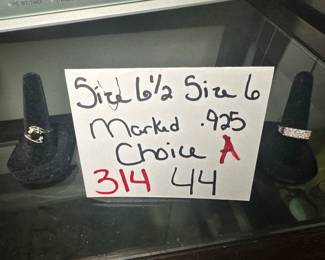 Size 6 1/2 Size 6
Marked .925
Choice A
314 44